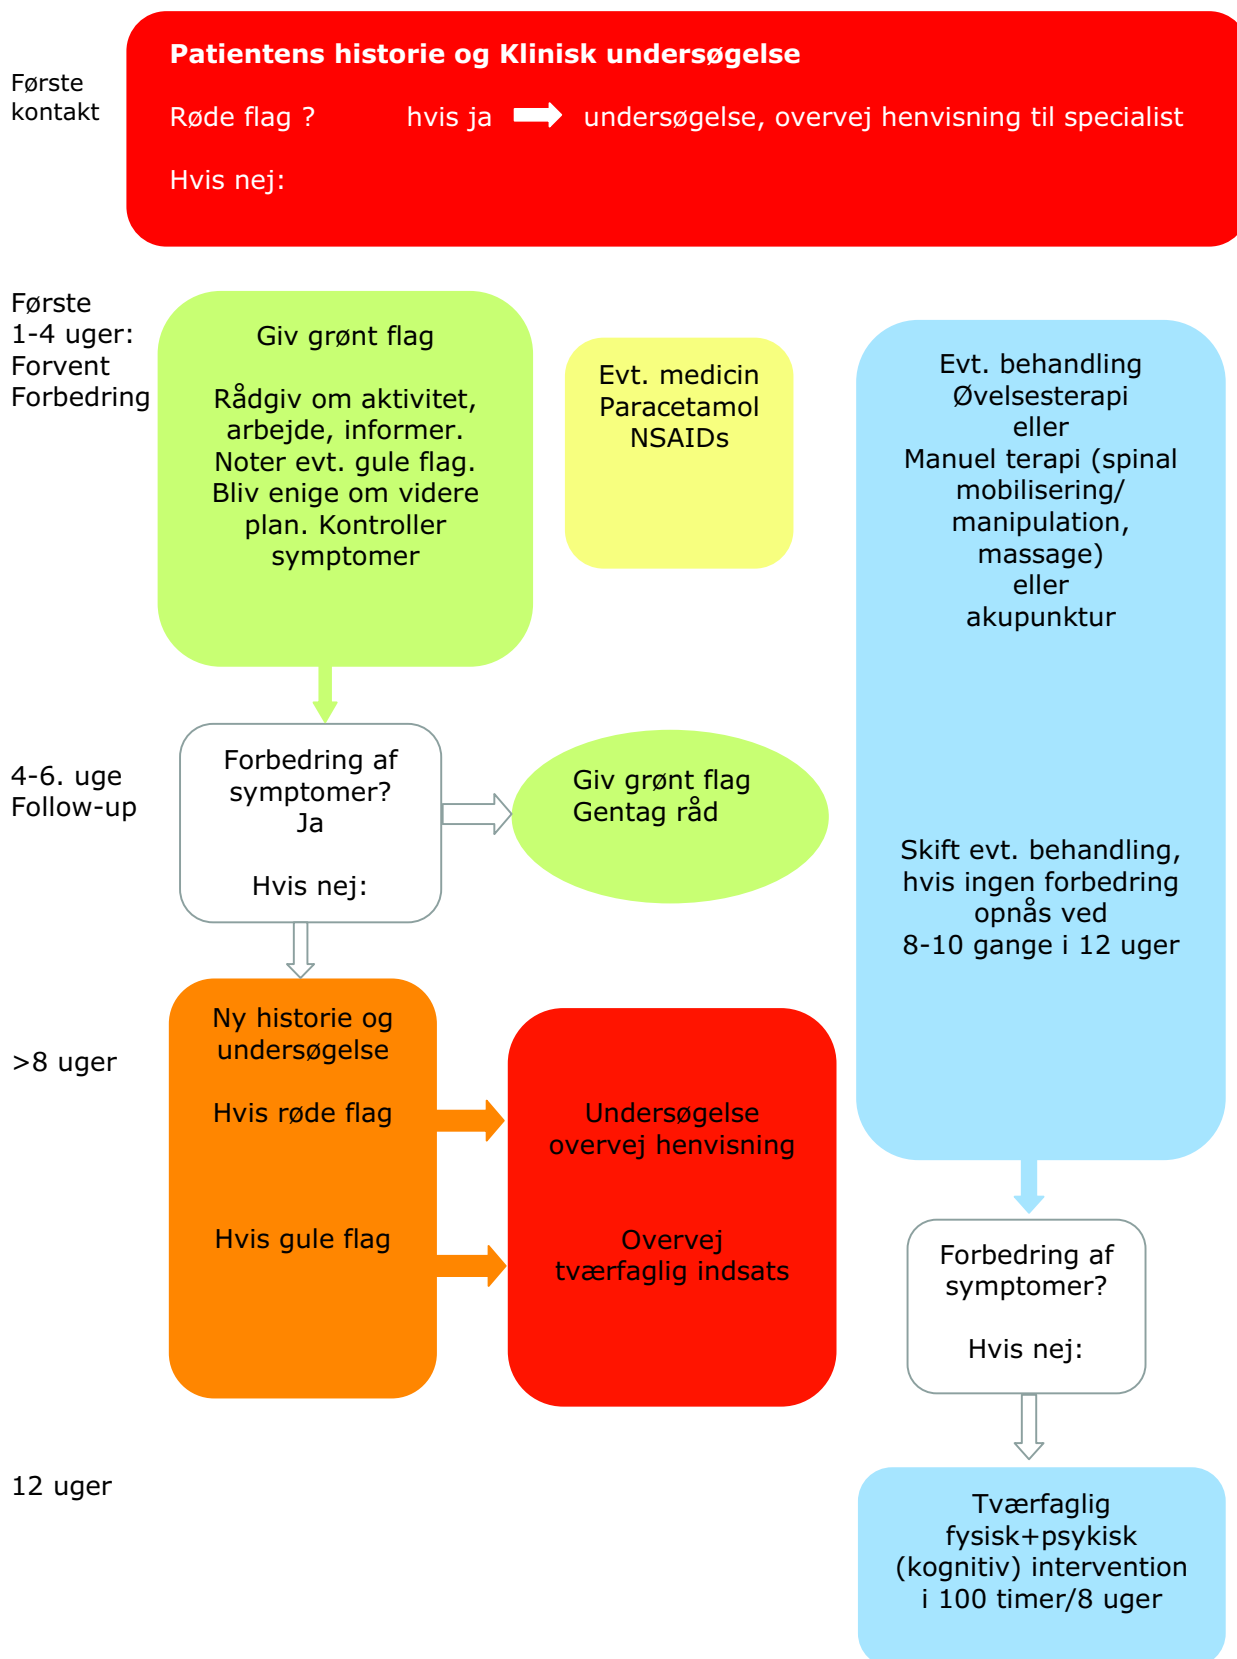 Patientens historie og Klinisk undersøgelse
Første
kontakt
Røde flag ? hvis ja undersøgelse, overvej henvisning til specialist
Hvis nej:
Første
1-4 uger:
Forvent
Forbedring
Giv grønt flag
Rådgiv om aktivitet,
arbejde, informer.
Noter evt. gule flag.
Bliv enige om videre
plan. Kontroller
symptomer
Evt. medicin
Paracetamol
NSAIDs
Evt. behandling
Øvelsesterapi
eller
Manuel terapi (spinal
mobilisering/
manipulation,
massage)
eller
akupunktur
Skift evt. behandling,
hvis ingen forbedring
opnås ved
8-10 gange i 12 uger
4-6. uge
Follow-up
Forbedring af
symptomer?
Ja
Hvis nej:
Giv grønt flag
Gentag råd
>8 uger
Ny historie og
undersøgelse
Hvis røde flag
Hvis gule flag
Undersøgelse
overvej henvisning
Overvej
tværfaglig indsats
Forbedring af
symptomer?
Hvis nej:
12 uger
Tværfaglig
fysisk+psykisk
(kognitiv) intervention
i 100 timer/8 uger